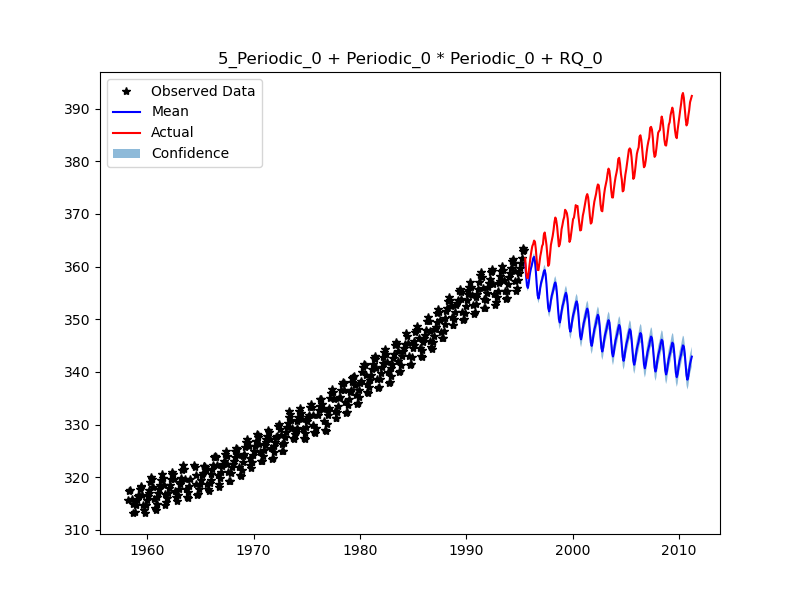 5_Periodic_0 + Periodic_0 * Periodic_0 + RQ_0
Observed Data
Mean
Actual
Confidence
390
380
370
360
350
340
330
320
310
1960 1970 1980 1990 2000 2010